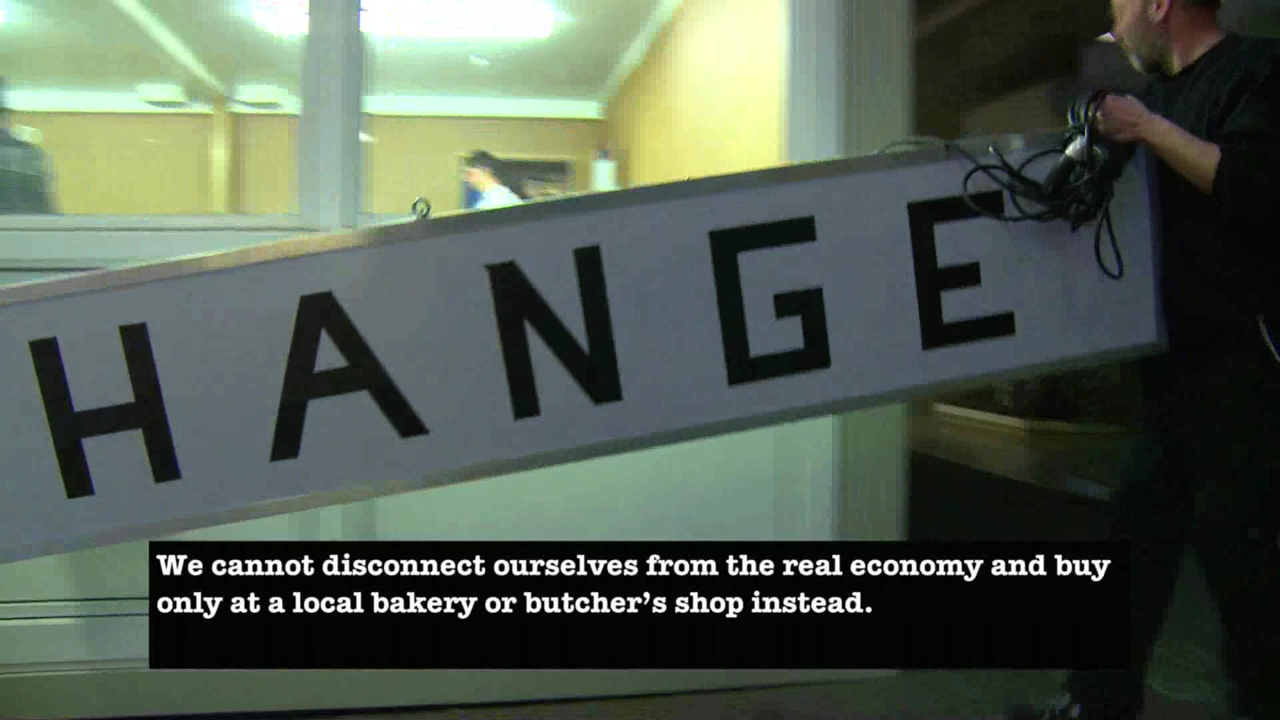 HANGE
We cannot disconnect ourselves from the real economy and buy
only at a local bakery or butcher's shop instead.